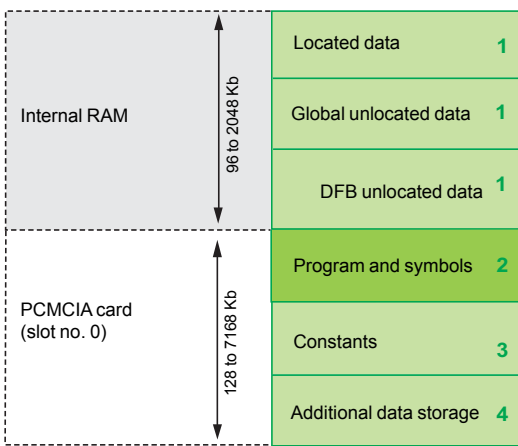 Internal RAM
96 to 2048 Kb
Located data 1
Global unlocated data 1
DFB unlocated data 1
PCMCIA card
(slot no. 0)
128 to 7168 Kb
Program and symbols 2
Constants 3
Additional data storage 4